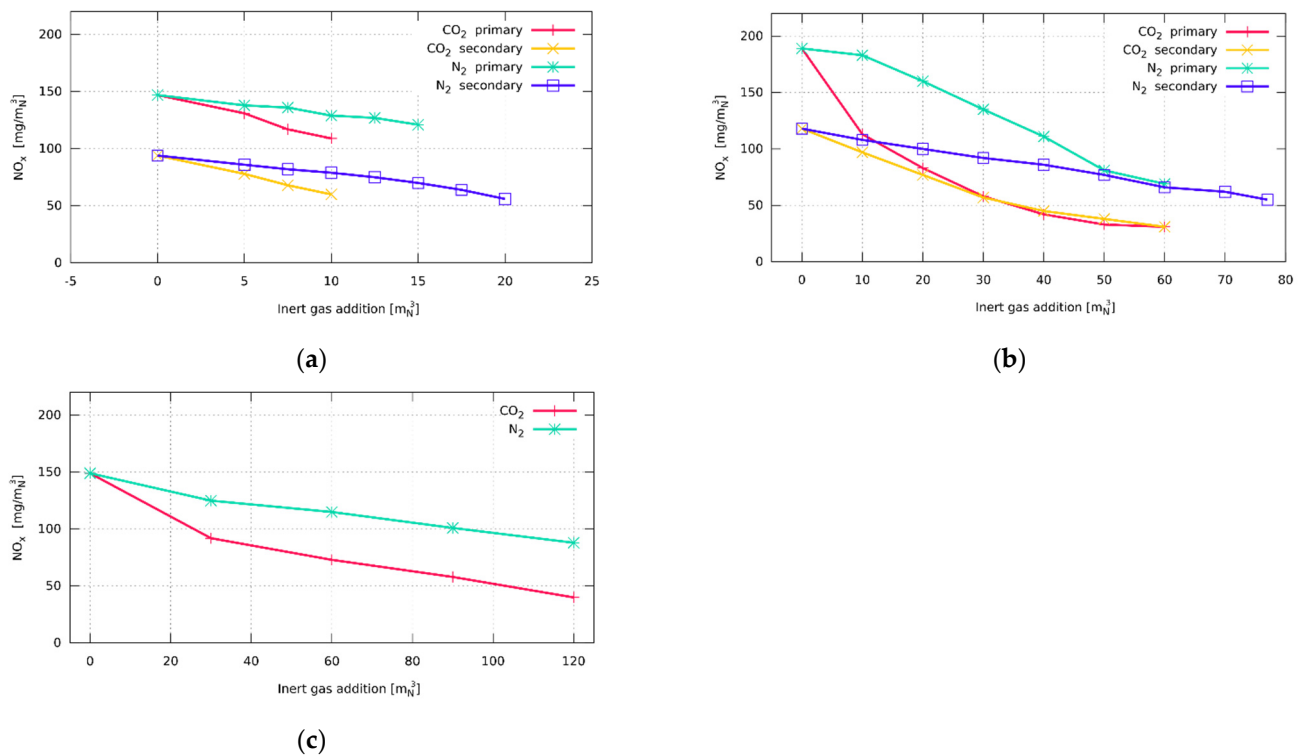 200
150
100
50
0
NOₓ [mg/m³N]
CO₂ primary
CO₂ secondary
N₂ primary
N₂ secondary
-5 0 5 10 15 20 25
Inert gas addition [m³N]
(a)
200
150
100
50
0
NOₓ [mg/m³N]
CO₂ primary
CO₂ secondary
N₂ primary
N₂ secondary
0 10 20 30 40 50 60 70 80
Inert gas addition [m³N]
(b)
200
150
100
50
0
NOₓ [mg/m³N]
CO₂
N₂
0 20 40 60 80 100 120
Inert gas addition [m³N]
(c)